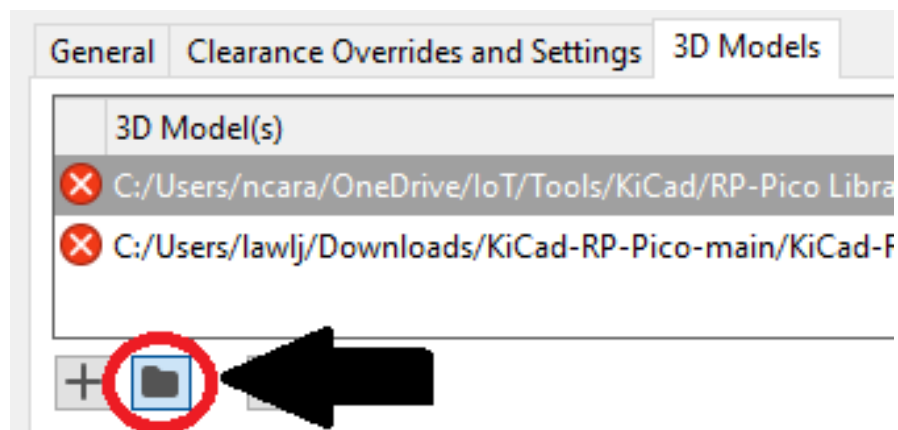 General Clearance Overrides and Settings 3D Models
3D Model(s)
C:/Users/ncara/OneDrive/IoT/Tools/KiCad/RP-Pico Libra
C:/Users/lawlj/Downloads/KiCad-RP-Pico-main/KiCad-